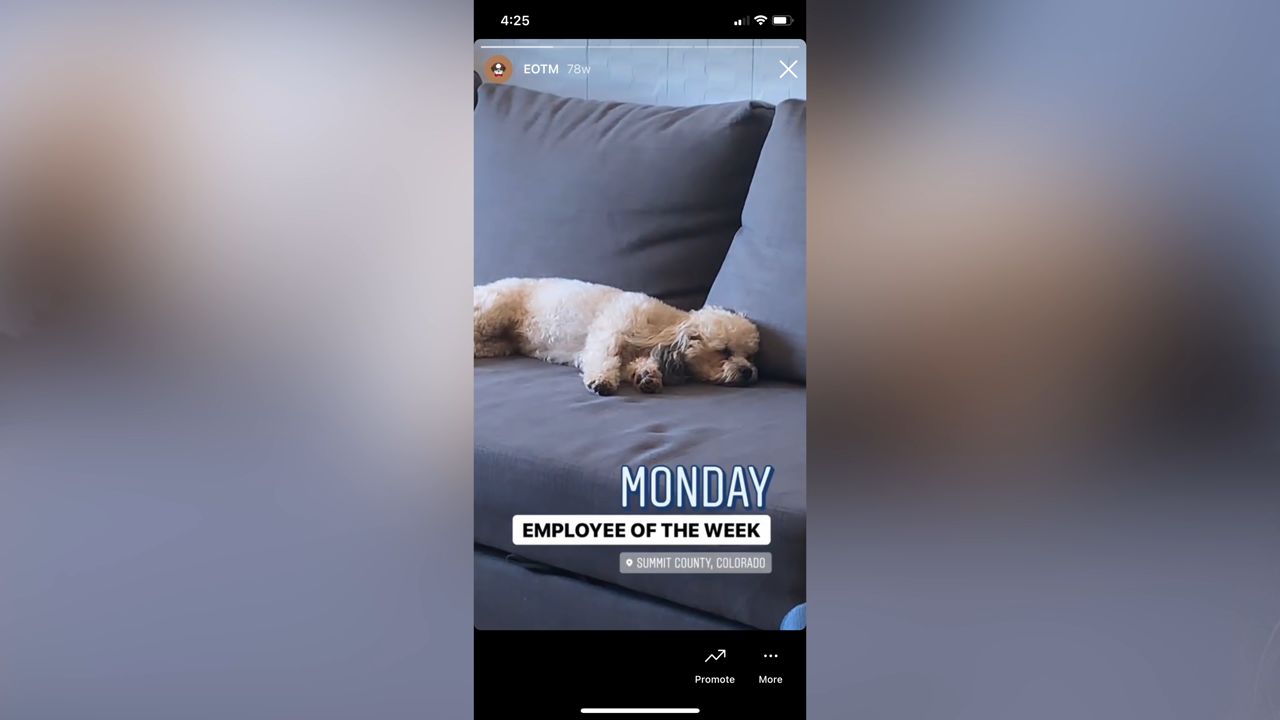 4:25
EOTM 78w
MONDAY
EMPLOYEE OF THE WEEK
SUMMIT COUNTY, COLORADO
Promote
More